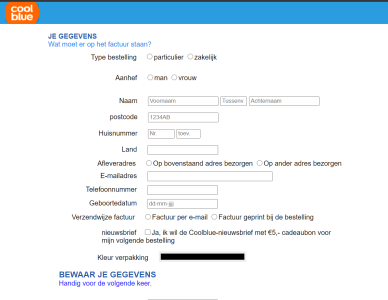 cool
blue
JE GEGEVENS
Wat moet er op het factuur staan?
Type bestelling particulier zakelijk
Aanhef man vrouw
Naam Voornaam Tussenv Achternaam
postcode 1234AB
Huisnummer Nr. toev.
Land
Afleveradres Op bovenstaand adres bezorgen Op ander adres bezorgen
E-mailadres
Telefoonnummer
Geboortedatum dd-mm-
Verzendwijze factuur Factuur per e-mail Factuur geprint bij de bestelling
nieuwsbrief Ja, ik wil de Coolblue-nieuwsbrief met €5,- cadeaubon voor
mijn volgende bestelling
Kleur verpakking
BEWAAR JE GEGEVENS
Handig voor de volgende keer.